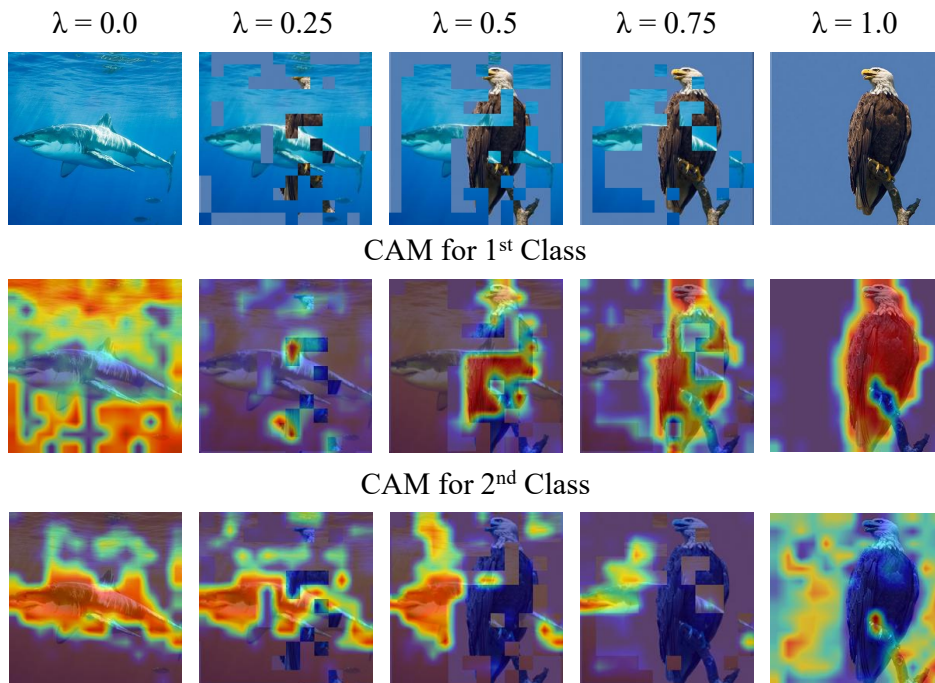 λ = 0.0 λ = 0.25 λ = 0.5 λ = 0.75 λ = 1.0
CAM for 1st Class
CAM for 2nd Class